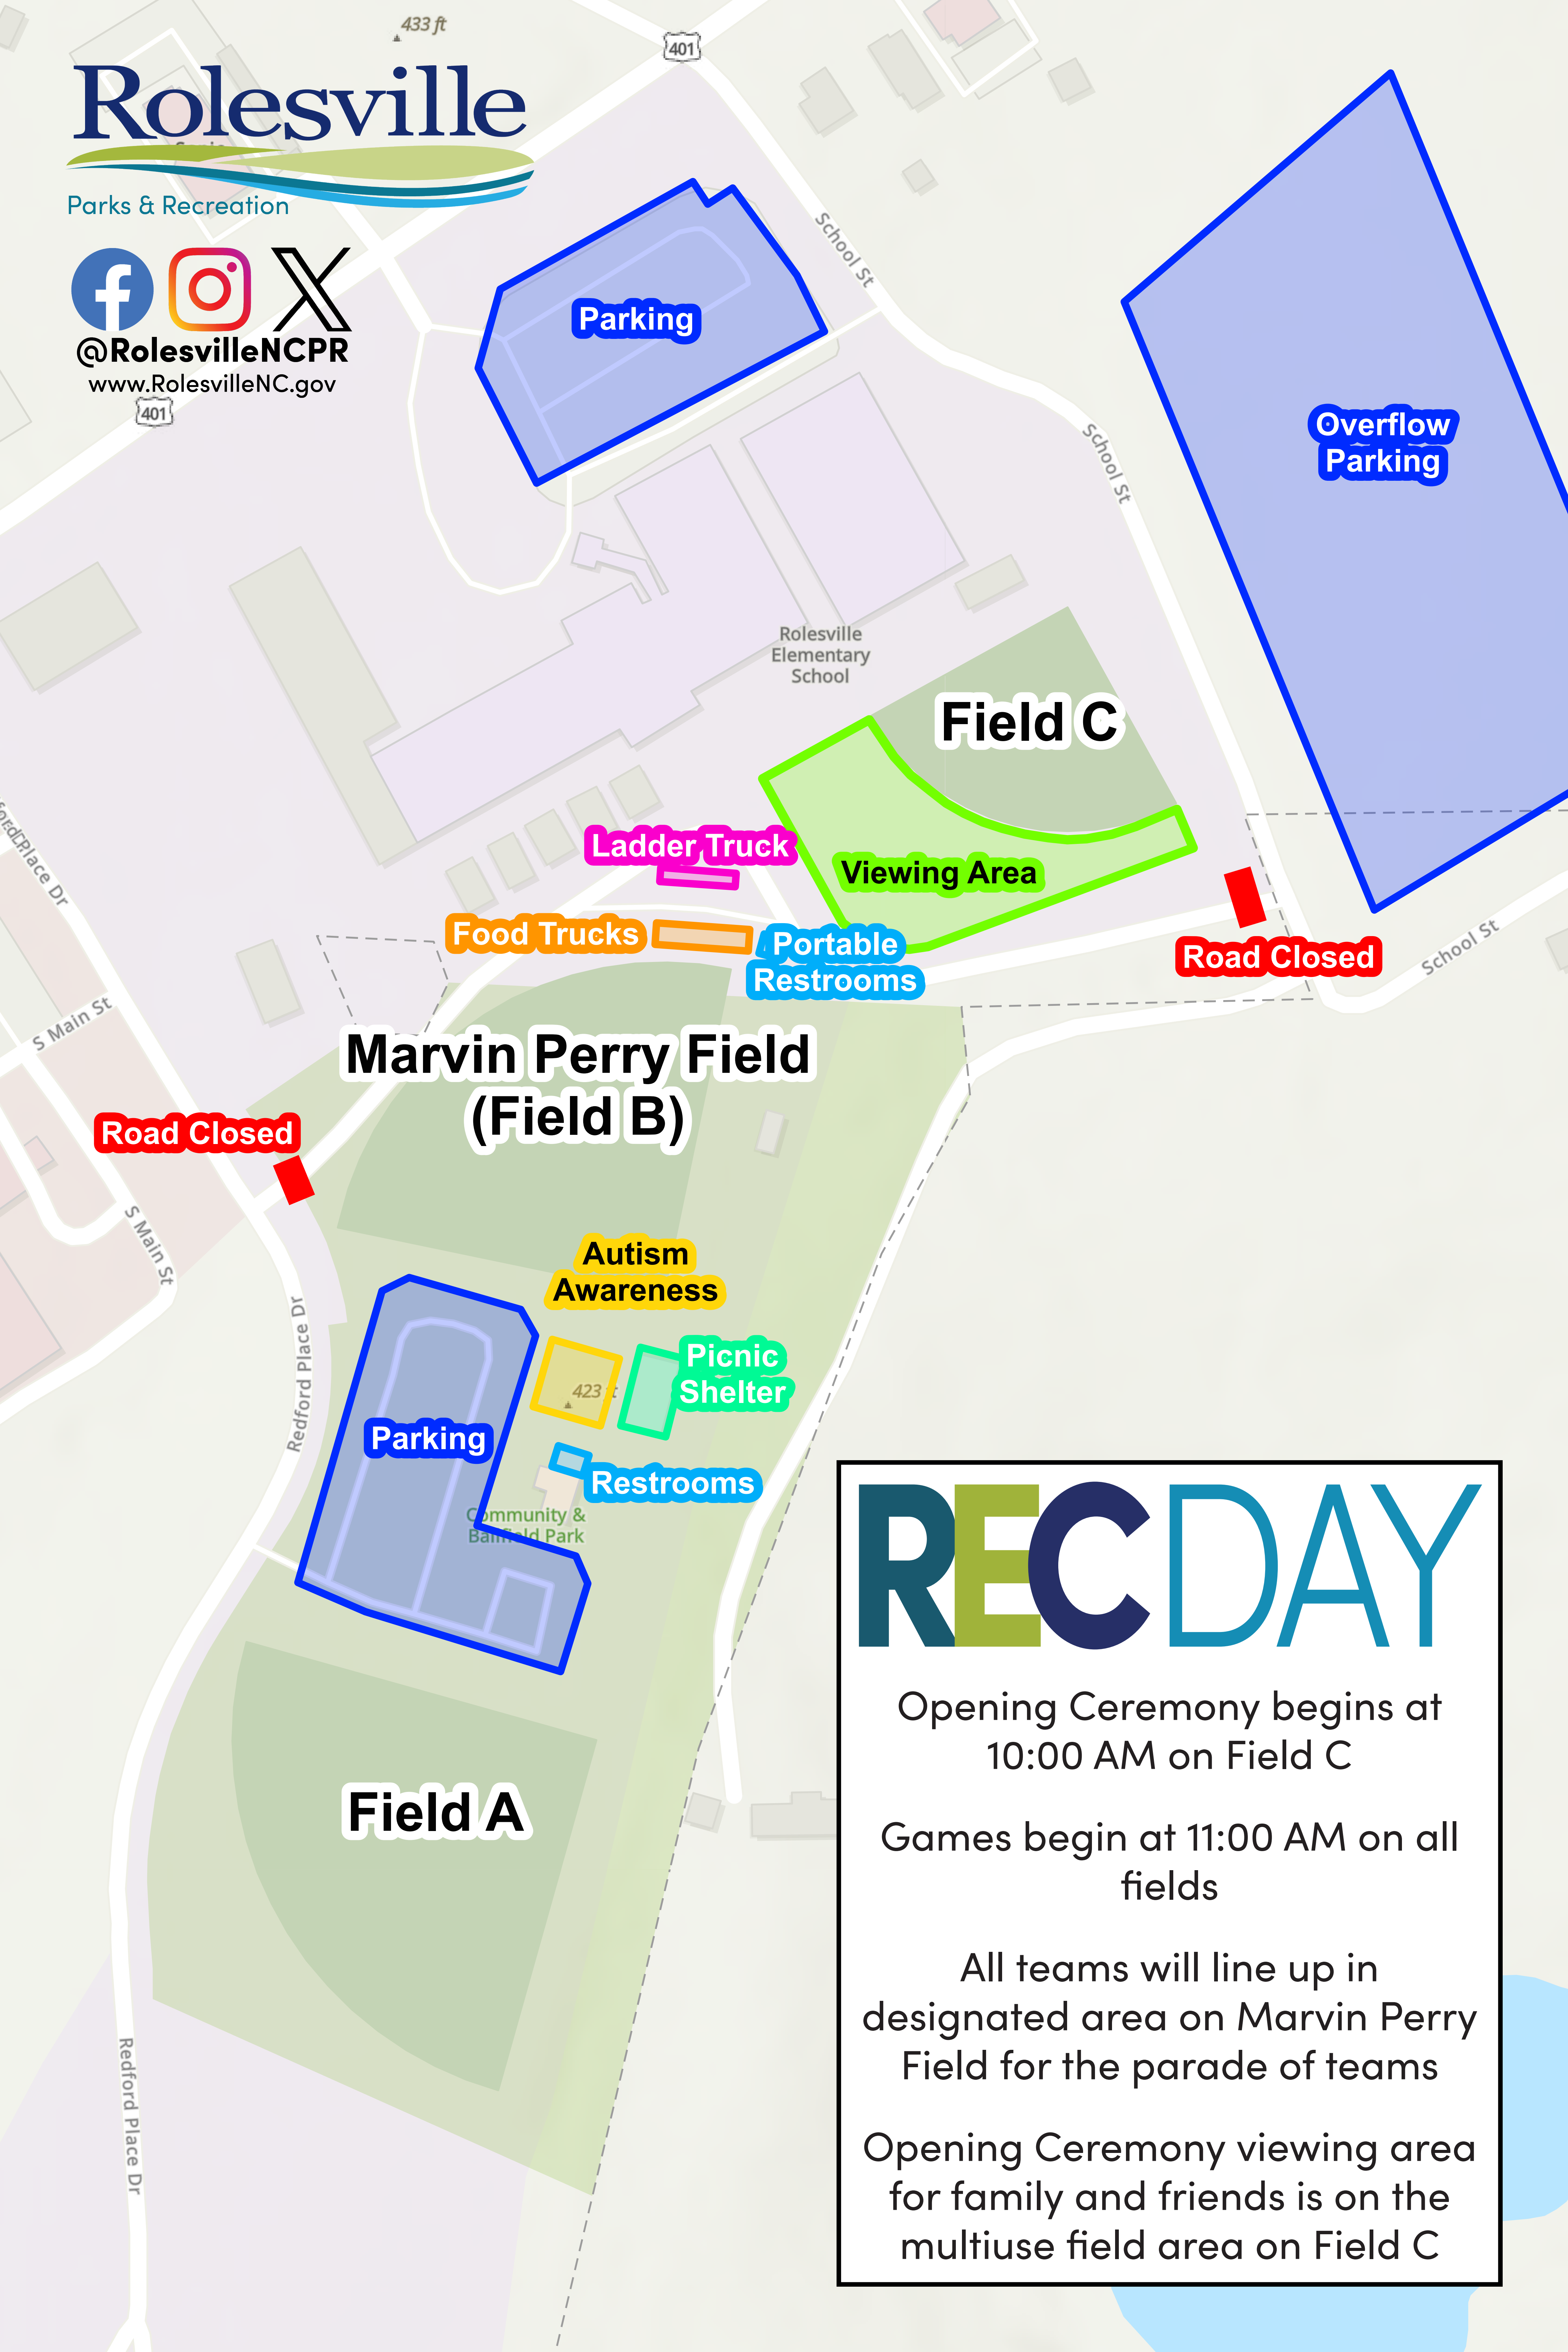 433 ft
401
Rolesville
Parks & Recreation
@RolesvilleNCPR
www.RolesvilleNC.gov
401
School St
Parking
Overflow
Parking
School St
Rolesville
Elementary
School
Field C
Ladder Truck
Viewing Area
Food Trucks
Portable
Restrooms
Road Closed
School St
Place Dr
S Main St
Marvin Perry Field
(Field B)
Road Closed
S Main St
Redford Place Dr
Autism
Awareness
Picnic
Shelter
423 ft
Parking
Restrooms
Community &
Ballfield Park
Field A
Redford Place Dr
RECDAY
Opening Ceremony begins at
10:00 AM on Field C
Games begin at 11:00 AM on all
fields
All teams will line up in
designated area on Marvin Perry
Field for the parade of teams
Opening Ceremony viewing area
for family and friends is on the
multiuse field area on Field C